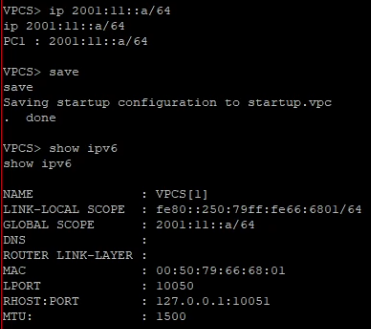 VPCS> ip 2001:11::a/64
ip 2001:11::a/64
PC1 : 2001:11::a/64
VPCS> save
save
Saving startup configuration to startup.vpc
.  done
VPCS> show ipv6
show ipv6
NAME              : VPCS[1]
LINK-LOCAL SCOPE  : fe80::250:79ff:fe66:6801/64
GLOBAL SCOPE      : 2001:11::a/64
DNS               :
ROUTER LINK-LAYER :
MAC               : 00:50:79:66:68:01
LPORT             : 10050
RHOST:PORT        : 127.0.0.1:10051
MTU:              : 1500